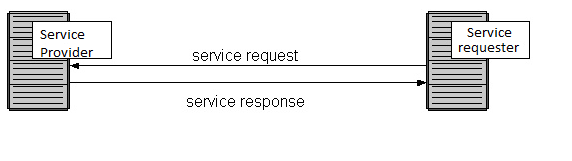 Service
Provider
Service
requester
service request
service response